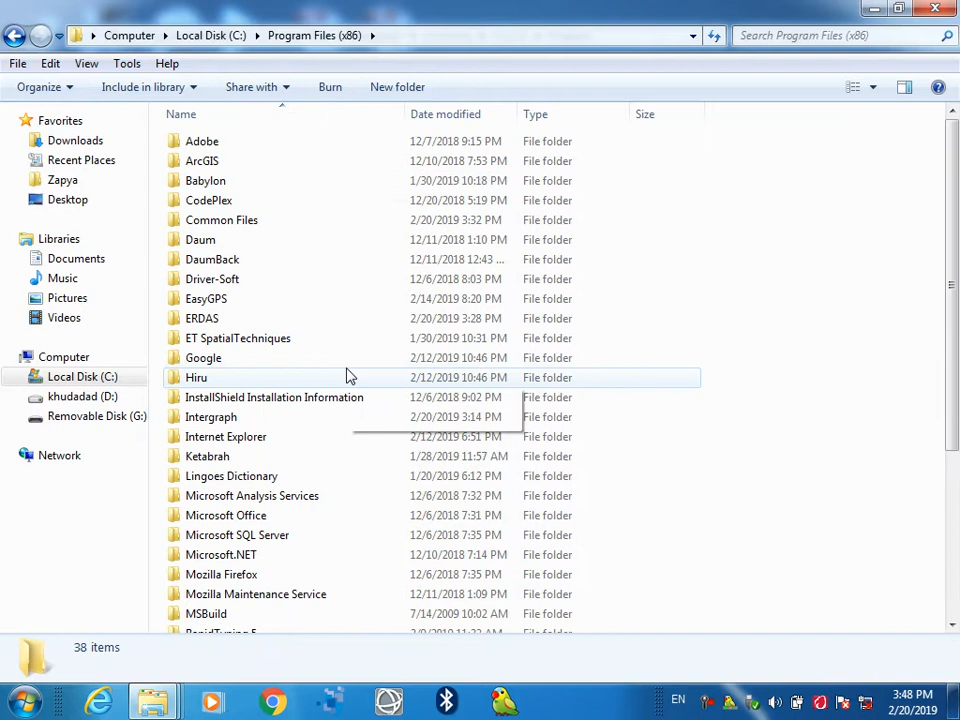 Computer Local Disk (C:) Program Files (x86) Search Program Files (x86)
File Edit View Tools Help
Organize Include in library Share with Burn New folder
Name Date modified Type Size
Favorites
Downloads
Recent Places
Zapya
Desktop
Libraries
Documents
Music
Pictures
Videos
Computer
Local Disk (C:)
khudadad (D:)
Removable Disk (G:)
Network
Adobe 12/7/2018 9:15 PM File folder
ArcGIS 12/10/2018 7:53 PM File folder
Babylon 1/30/2019 10:18 PM File folder
CodePlex 12/20/2018 5:19 PM File folder
Common Files 2/20/2019 3:32 PM File folder
Daum 12/11/2018 1:10 PM File folder
DaumBack 12/11/2018 12:43 ... File folder
Driver-Soft 12/6/2018 8:03 PM File folder
EasyGPS 2/14/2019 8:20 PM File folder
ERDAS 2/20/2019 3:28 PM File folder
ET SpatialTechniques 1/30/2019 10:31 PM File folder
Google 2/12/2019 10:46 PM File folder
Hiru 2/12/2019 10:46 PM File folder
InstallShield Installation Information 12/6/2018 9:02 PM File folder
Intergraph 2/20/2019 3:14 PM File folder
Internet Explorer 2/12/2019 6:51 PM File folder
Ketabrah 1/28/2019 11:57 AM File folder
Lingoes Dictionary 1/20/2019 6:12 PM File folder
Microsoft Analysis Services 12/6/2018 7:32 PM File folder
Microsoft Office 12/6/2018 7:31 PM File folder
Microsoft SQL Server 12/6/2018 7:35 PM File folder
Microsoft.NET 12/10/2018 7:14 PM File folder
Mozilla Firefox 12/6/2018 7:35 PM File folder
Mozilla Maintenance Service 12/11/2018 1:09 PM File folder
MSBuild 7/14/2009 10:02 AM File folder
38 items
EN
3:48 PM
2/20/2019